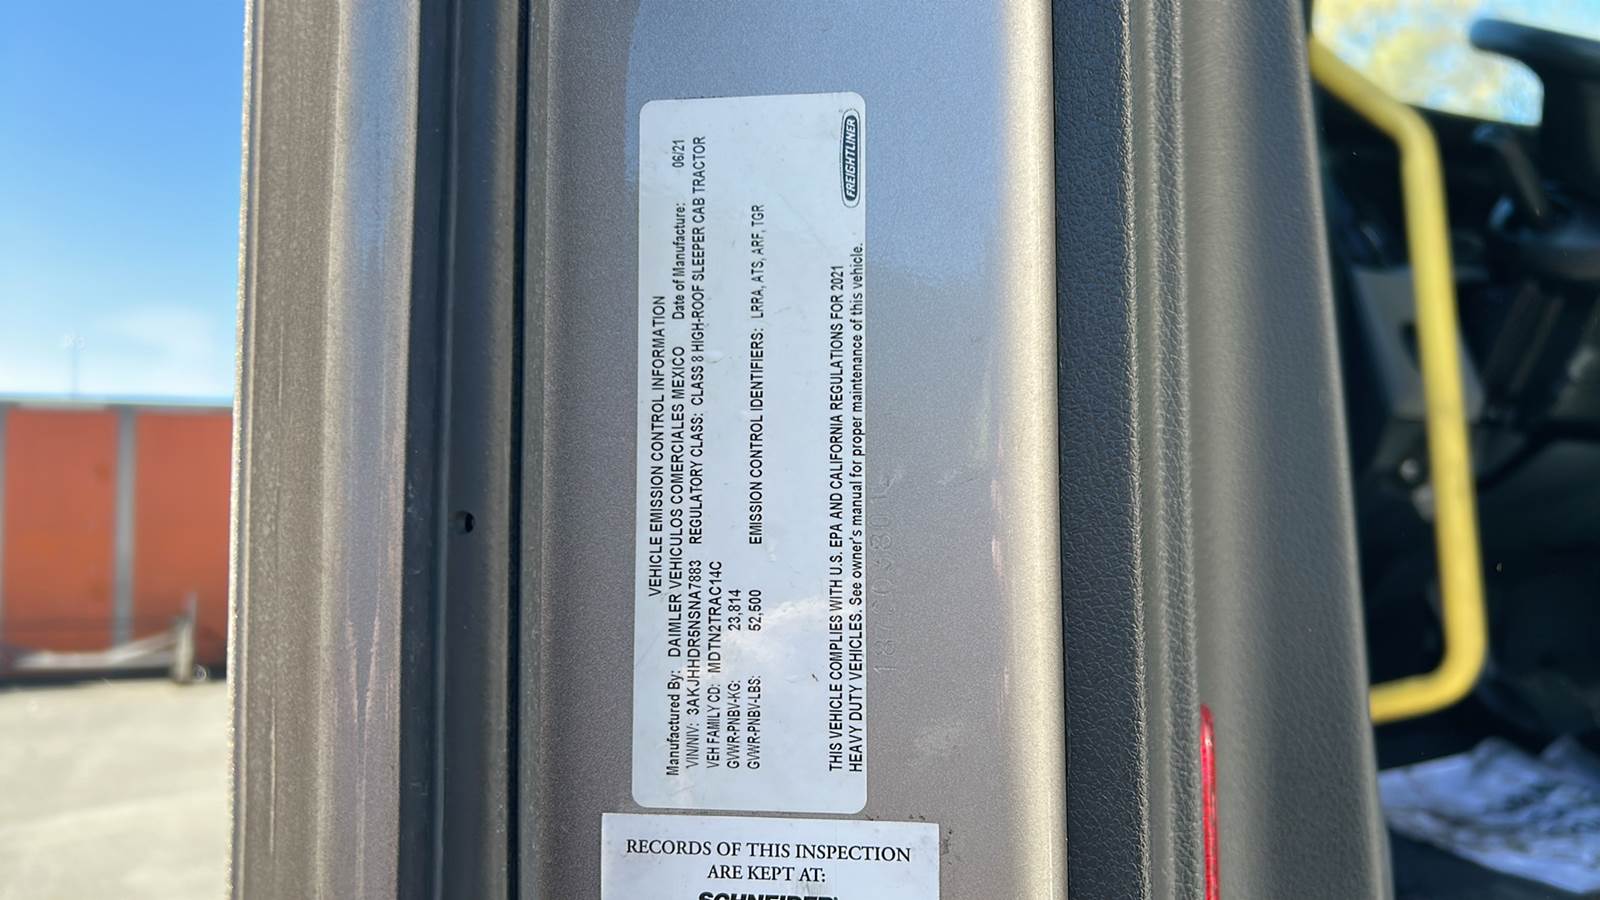 FREIGHTLINER
VEHICLE EMISSION CONTROL INFORMATION
Manufactured By: DAIMLER VEHICULOS COMERCIALES MEXICO Date of Manufacture: 06/21
VIN/NIV: 3AKJHHDR5NSNA7883 REGULATORY CLASS: CLASS 8 HIGH-ROOF SLEEPER CAB TRACTOR
VEH FAMILY CD: MDTN2TRAC14C
GVWR-PNBV-KG: 23,814
GVWR-PNBV-LBS: 52,500 EMISSION CONTROL IDENTIFIERS: LRRA, ATS, ARF, TGR
THIS VEHICLE COMPLIES WITH U.S. EPA AND CALIFORNIA REGULATIONS FOR 2021
HEAVY DUTY VEHICLES. See owner's manual for proper maintenance of this vehicle.
RECORDS OF THIS INSPECTION
ARE KEPT AT:
SCHNEIDER